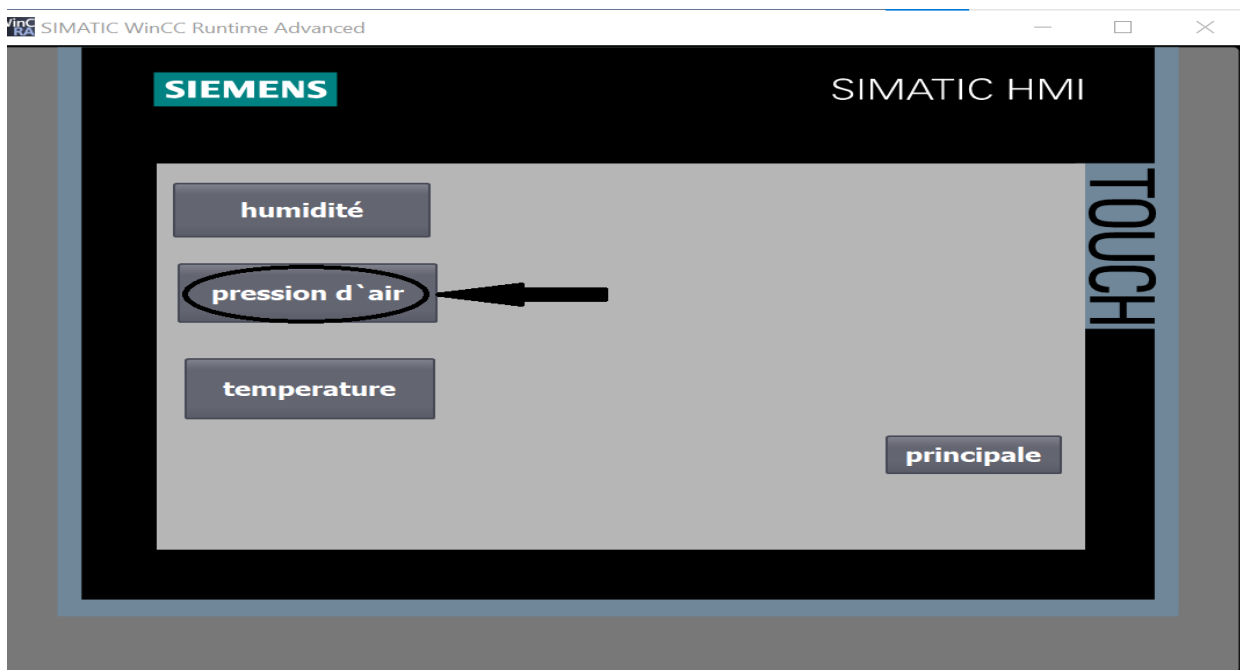 SIMATIC WinCC Runtime Advanced
SIEMENS
SIMATIC HMI
TOUCH
humidité
pression d`air
temperature
principale